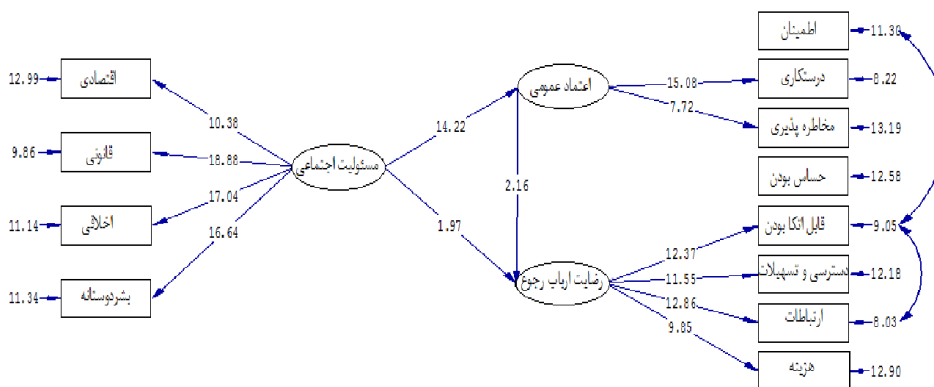 اطمینان
11.30
اقتصادی
12.99
اعتماد عمومی
درستکاری
8.22
15.08
7.72
مخاطره پذیری
13.19
10.38
14.22
قانونی
9.86
18.88
مسئولیت اجتماعی
حساس بودن
12.58
2.16
17.04
اخلاقی
11.14
16.64
1.97
قابل اتکا بودن
9.05
12.37
رضایت ارباب رجوع
دسترسی و تسهیلات
12.18
11.55
12.86
بشردوستانه
11.34
ارتباطات
8.03
9.85
هزینه
12.90